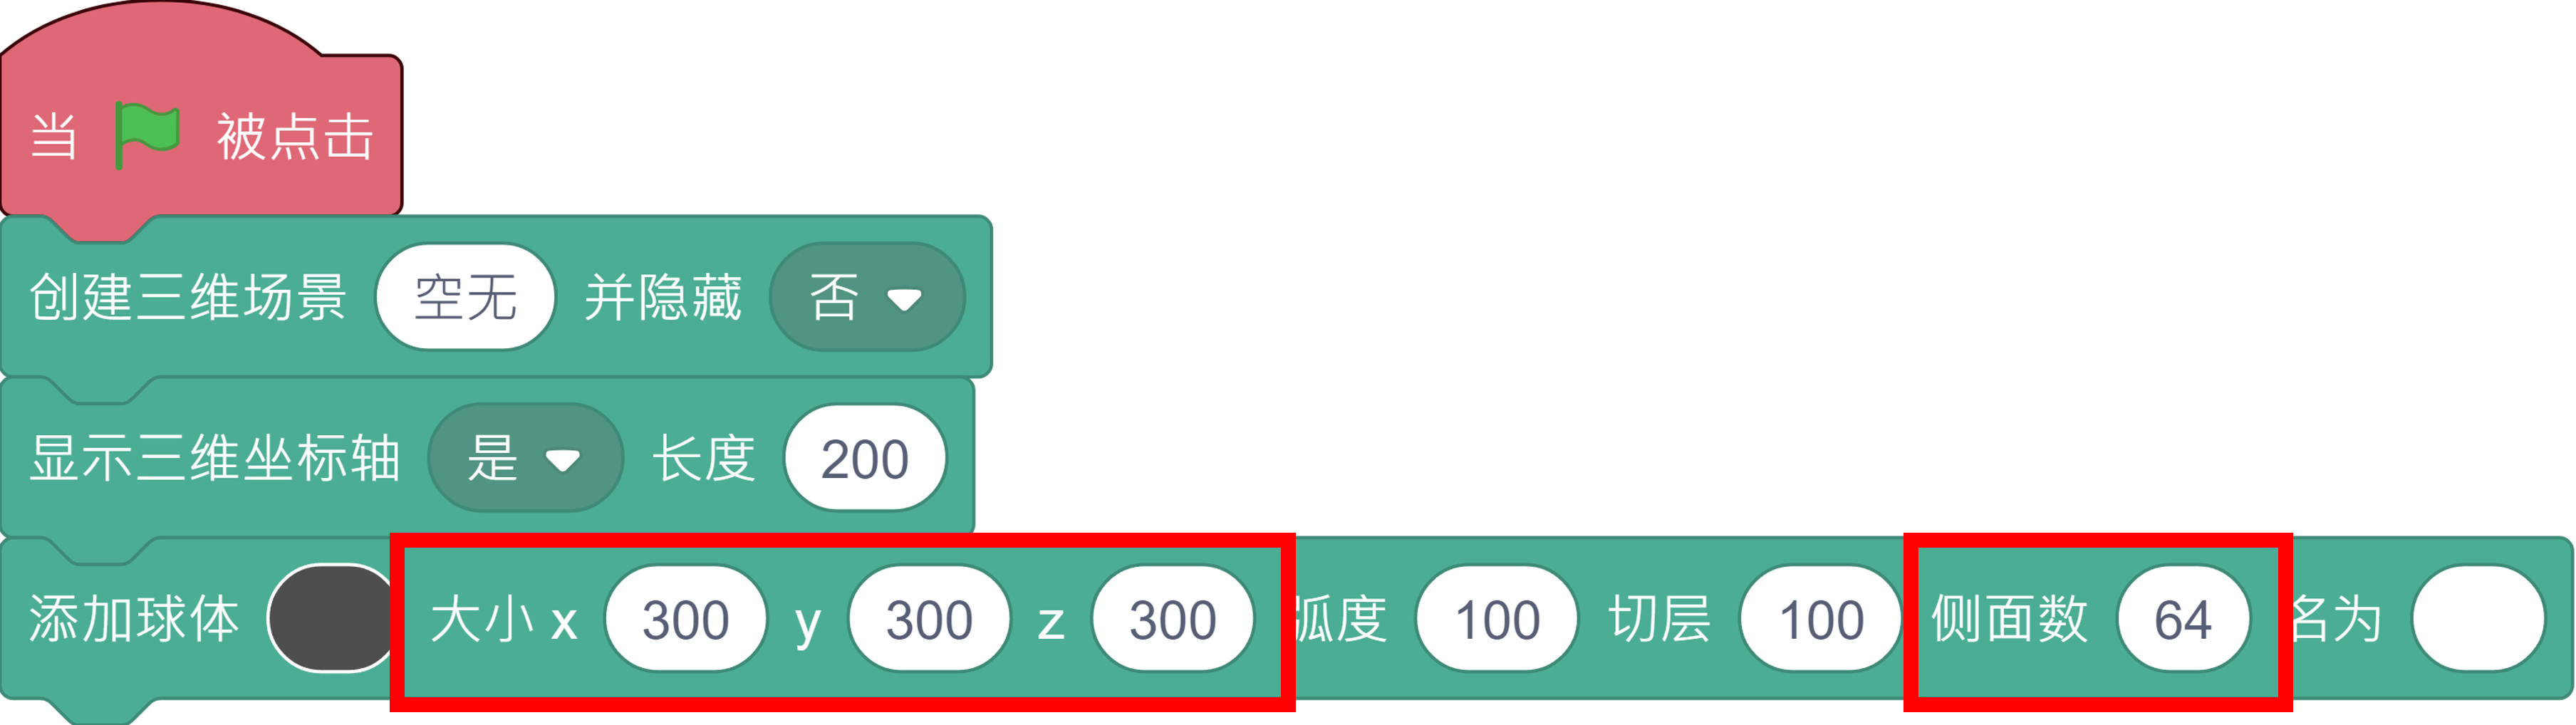 当 被点击
创建三维场景 空无 并隐藏 否
显示三维坐标轴 是 长度 200
添加球体 大小 x 300 y 300 z 300 弧度 100 切层 100 侧面数 64 名为